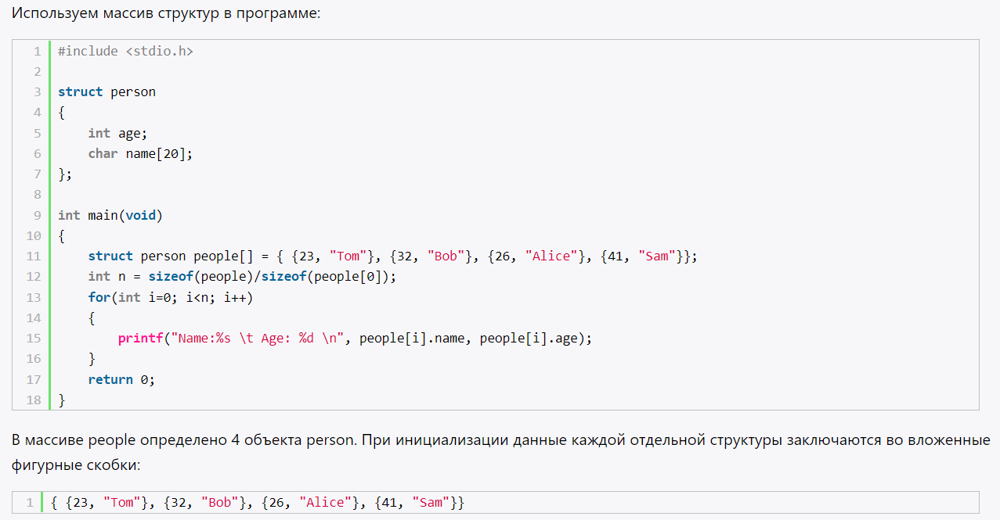 Используем массив структур в программе:
1 #include <stdio.h>
2
3 struct person
4 {
5     int age;
6     char name[20];
7 };
8
9 int main(void)
10 {
11     struct person people[] = { {23, "Tom"}, {32, "Bob"}, {26, "Alice"}, {41, "Sam"}};
12     int n = sizeof(people)/sizeof(people[0]);
13     for(int i=0; i<n; i++)
14     {
15         printf("Name:%s \t Age: %d \n", people[i].name, people[i].age);
16     }
17     return 0;
18 }
В массиве people определено 4 объекта person. При инициализации данные каждой отдельной структуры заключаются во вложенные
фигурные скобки:
1 { {23, "Tom"}, {32, "Bob"}, {26, "Alice"}, {41, "Sam"}}